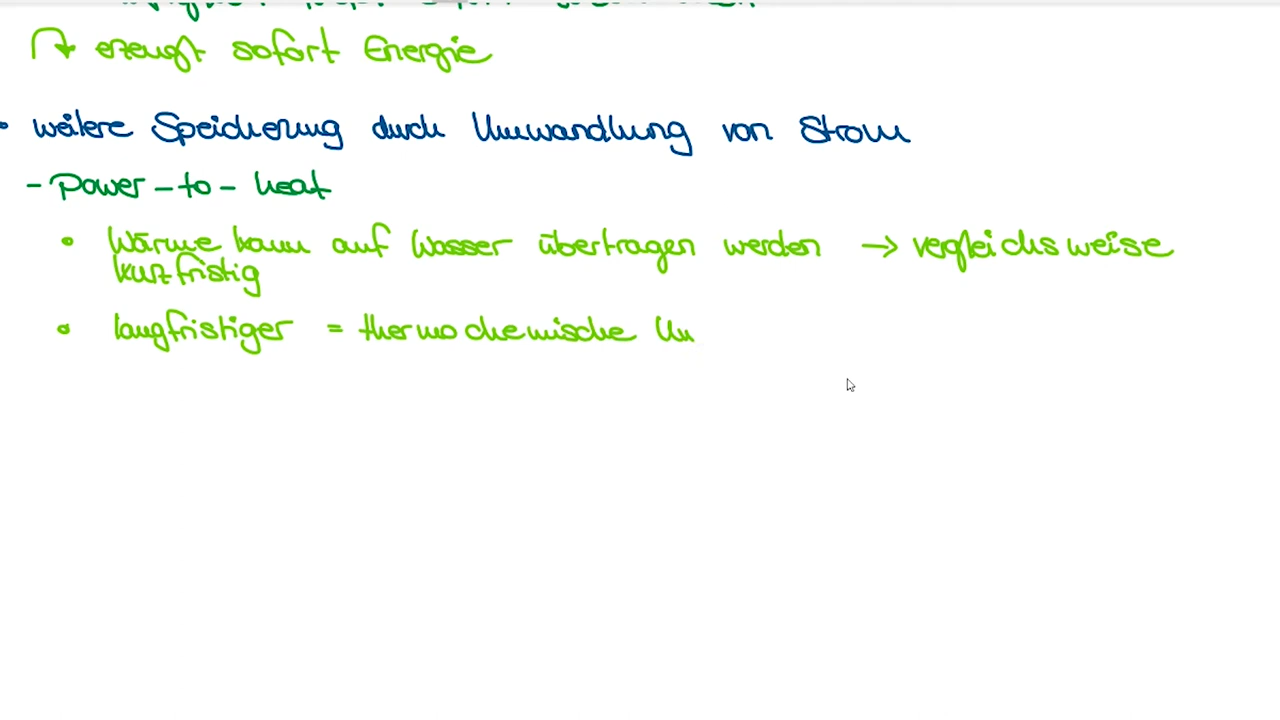 ↷ erzeugt sofort Energie
• weitere Speicherung durch Umwandlung von Strom
- Power-to-heat
• Wärme kann auf Wasser übertragen werden → vergleichsweise
kurzfristig
• langfristiger = thermochemische Um